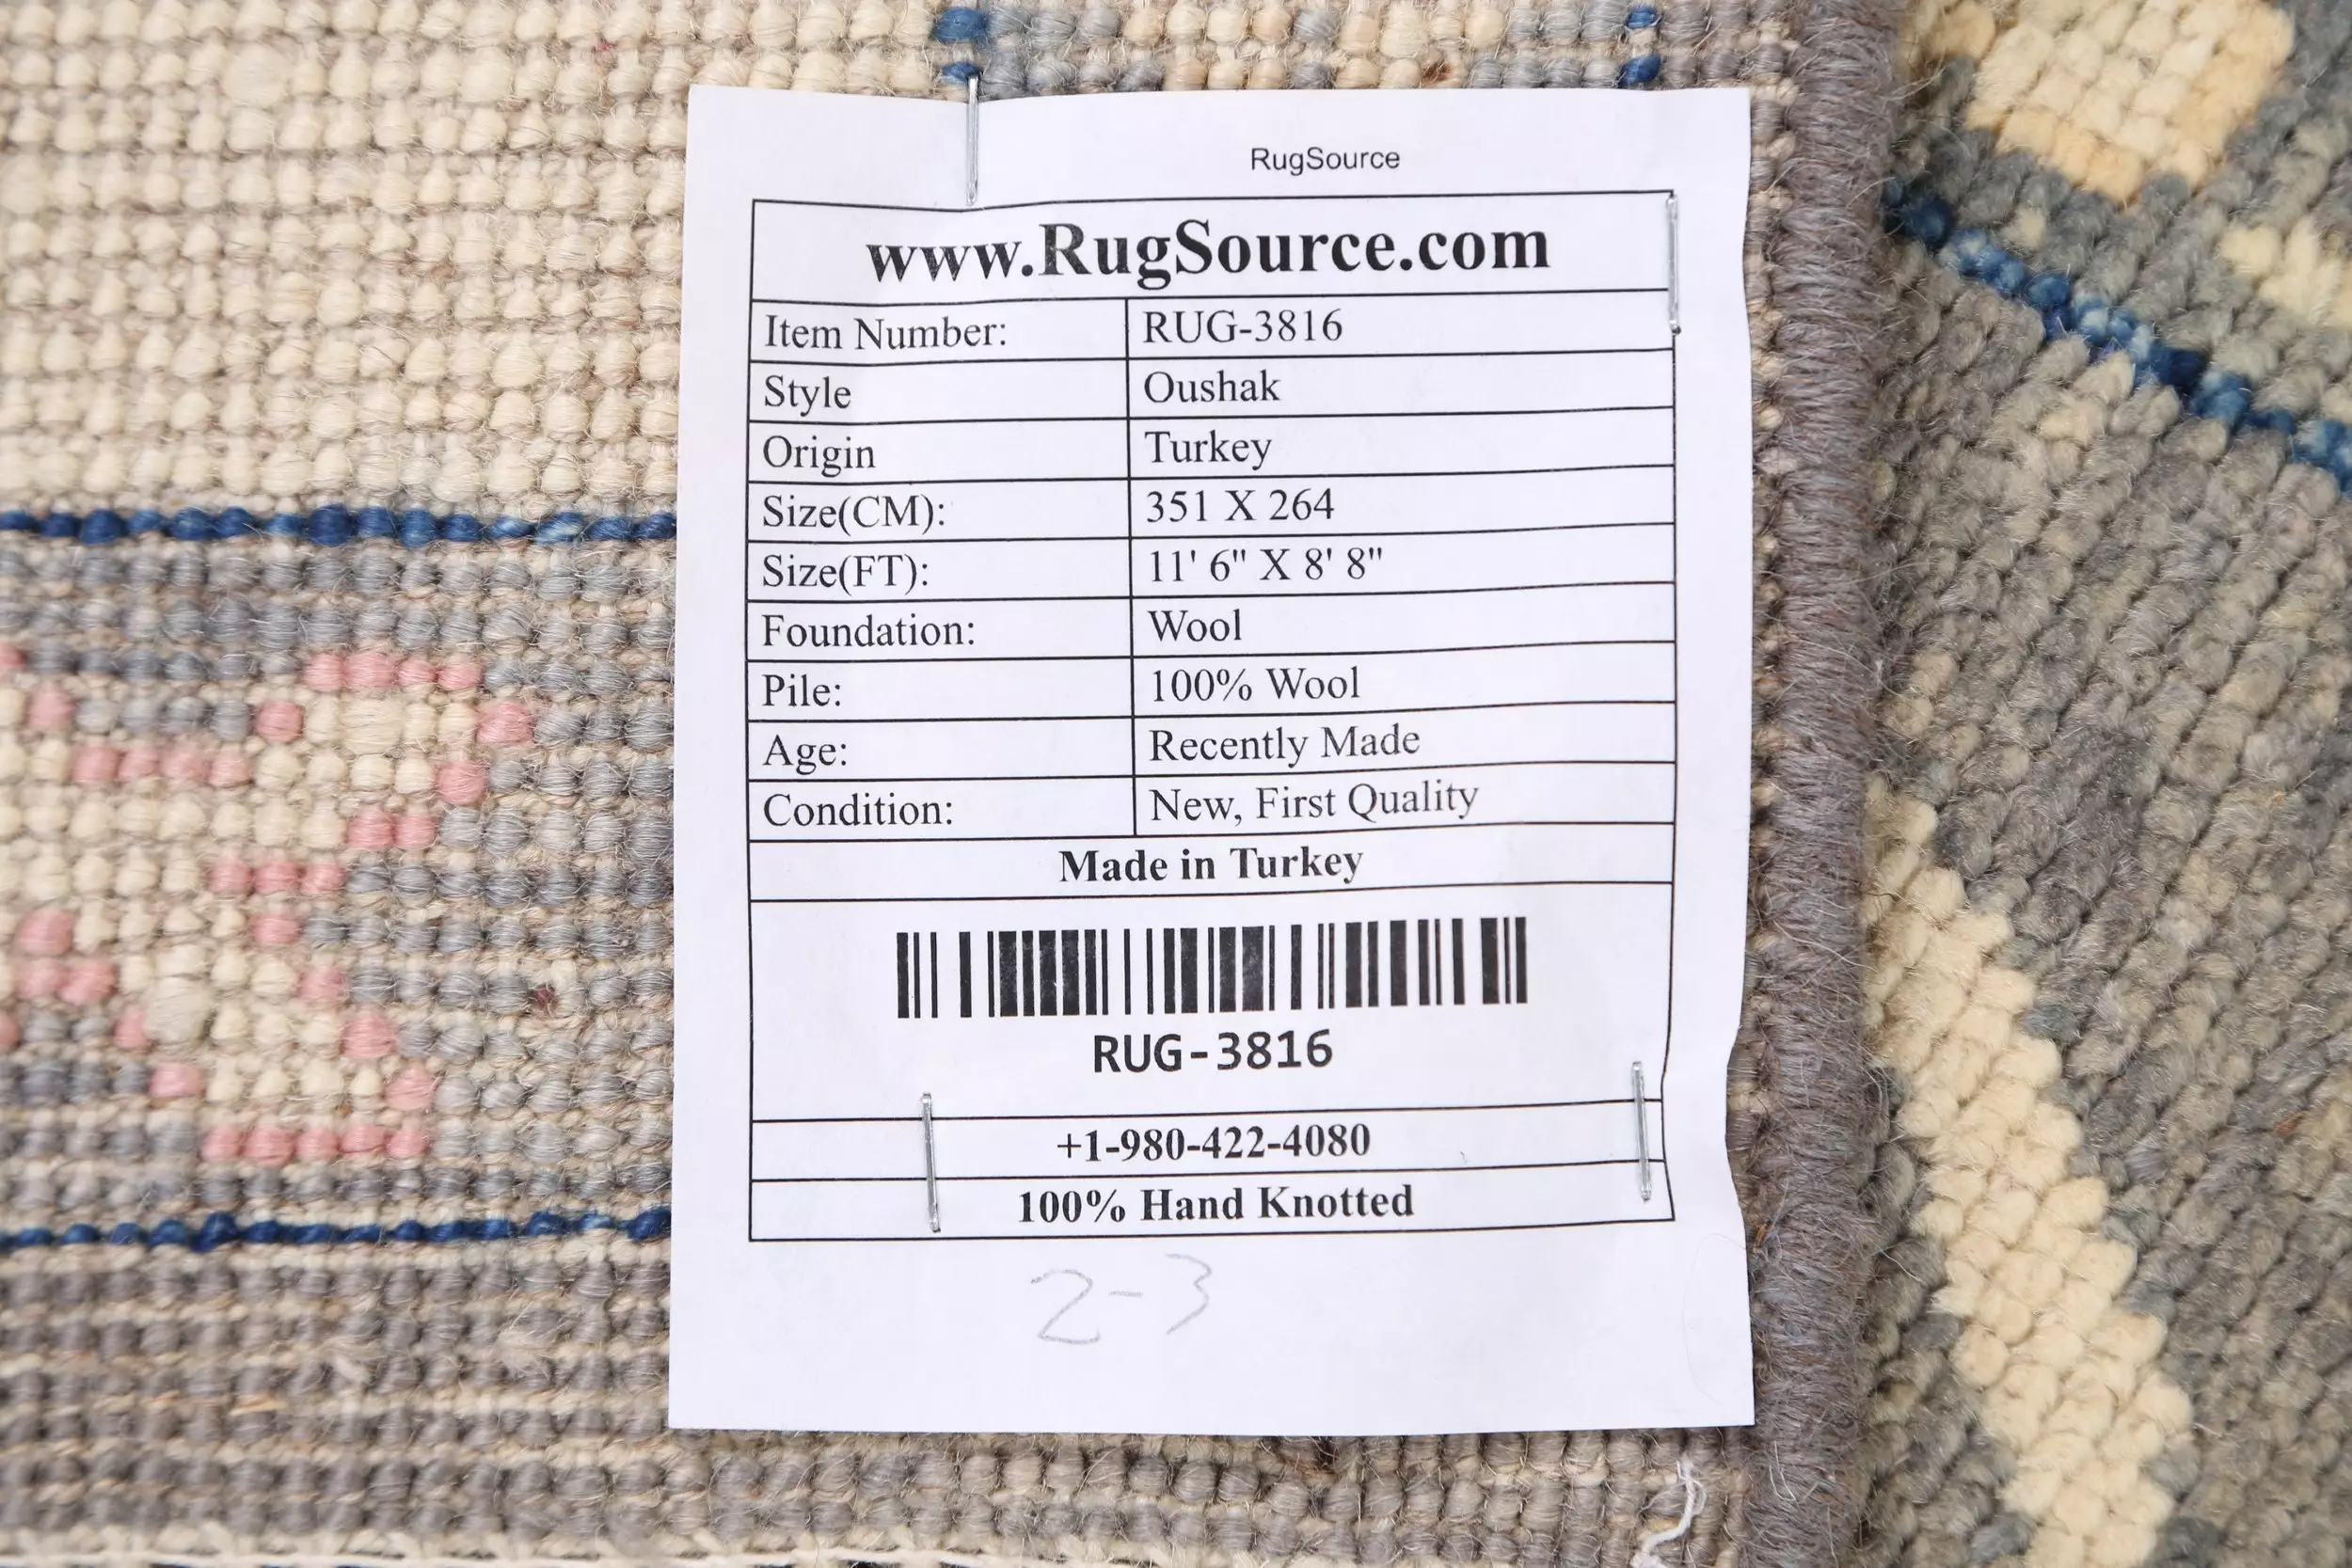 RugSource
www.RugSource.com
Item Number: RUG-3816
Style Oushak
Origin Turkey
Size(CM): 351 X 264
Size(FT): 11' 6" X 8' 8"
Foundation: Wool
Pile: 100% Wool
Age: Recently Made
Condition: New, First Quality
Made in Turkey
RUG-3816
+1-980-422-4080
100% Hand Knotted
2-3